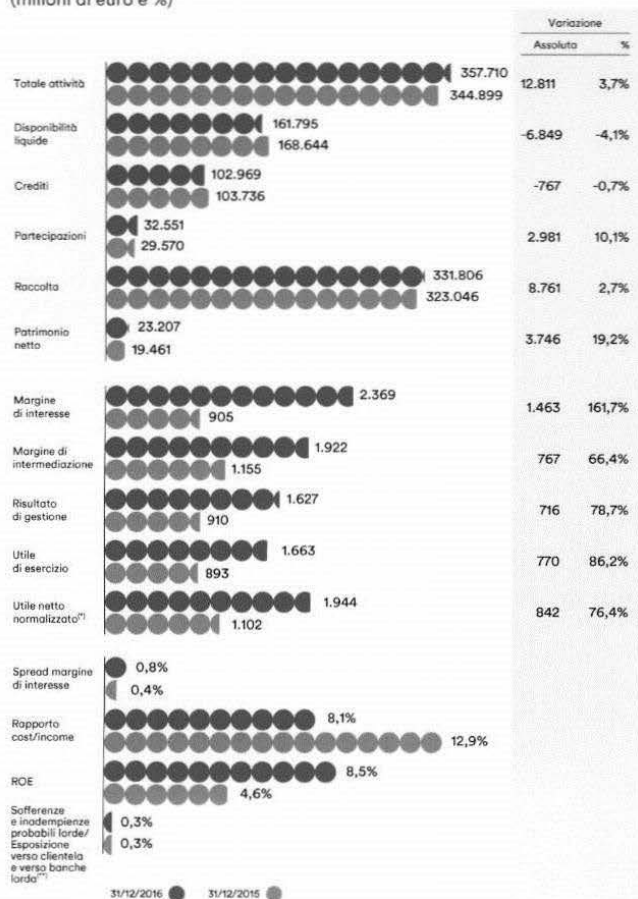 (milioni di euro e %)
Variazione
Assoluta %
Totale attività
357.710
344.899
12.811 3,7%
Disponibilità
liquide
161.795
168.644
-6.849 -4,1%
Crediti
102.969
103.736
-767 -0,7%
Partecipazioni
32.551
29.570
2.981 10,1%
Raccolta
331.806
323.046
8.761 2,7%
Patrimonio
netto
23.207
19.461
3.746 19,2%
Margine
di interesse
2.369
905
1.463 161,7%
Margine di
intermediazione
1.922
1.155
767 66,4%
Risultato
di gestione
1.627
910
716 78,7%
Utile
di esercizio
1.663
893
770 86,2%
Utile netto
normalizzato(*)
1.944
1.102
842 76,4%
Spread margine
di interesse
0,8%
0,4%
Rapporto
cost/income
8,1%
12,9%
ROE
8,5%
4,6%
Sofferenze
e inadempienze
probabili lorde/
Esposizione
verso clientela
e verso banche
lorda(**)
0,3%
0,3%
31/12/2016 31/12/2015